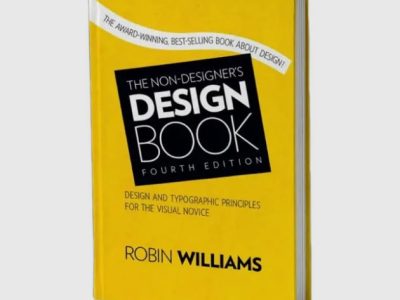 THE AWARD-WINNING, BEST-SELLING BOOK ABOUT DESIGN!
THE NON-DESIGNER'S
DESIGN
BOOK
FOURTH EDITION
DESIGN AND TYPOGRAPHIC PRINCIPLES
FOR THE VISUAL NOVICE
ROBIN WILLIAMS